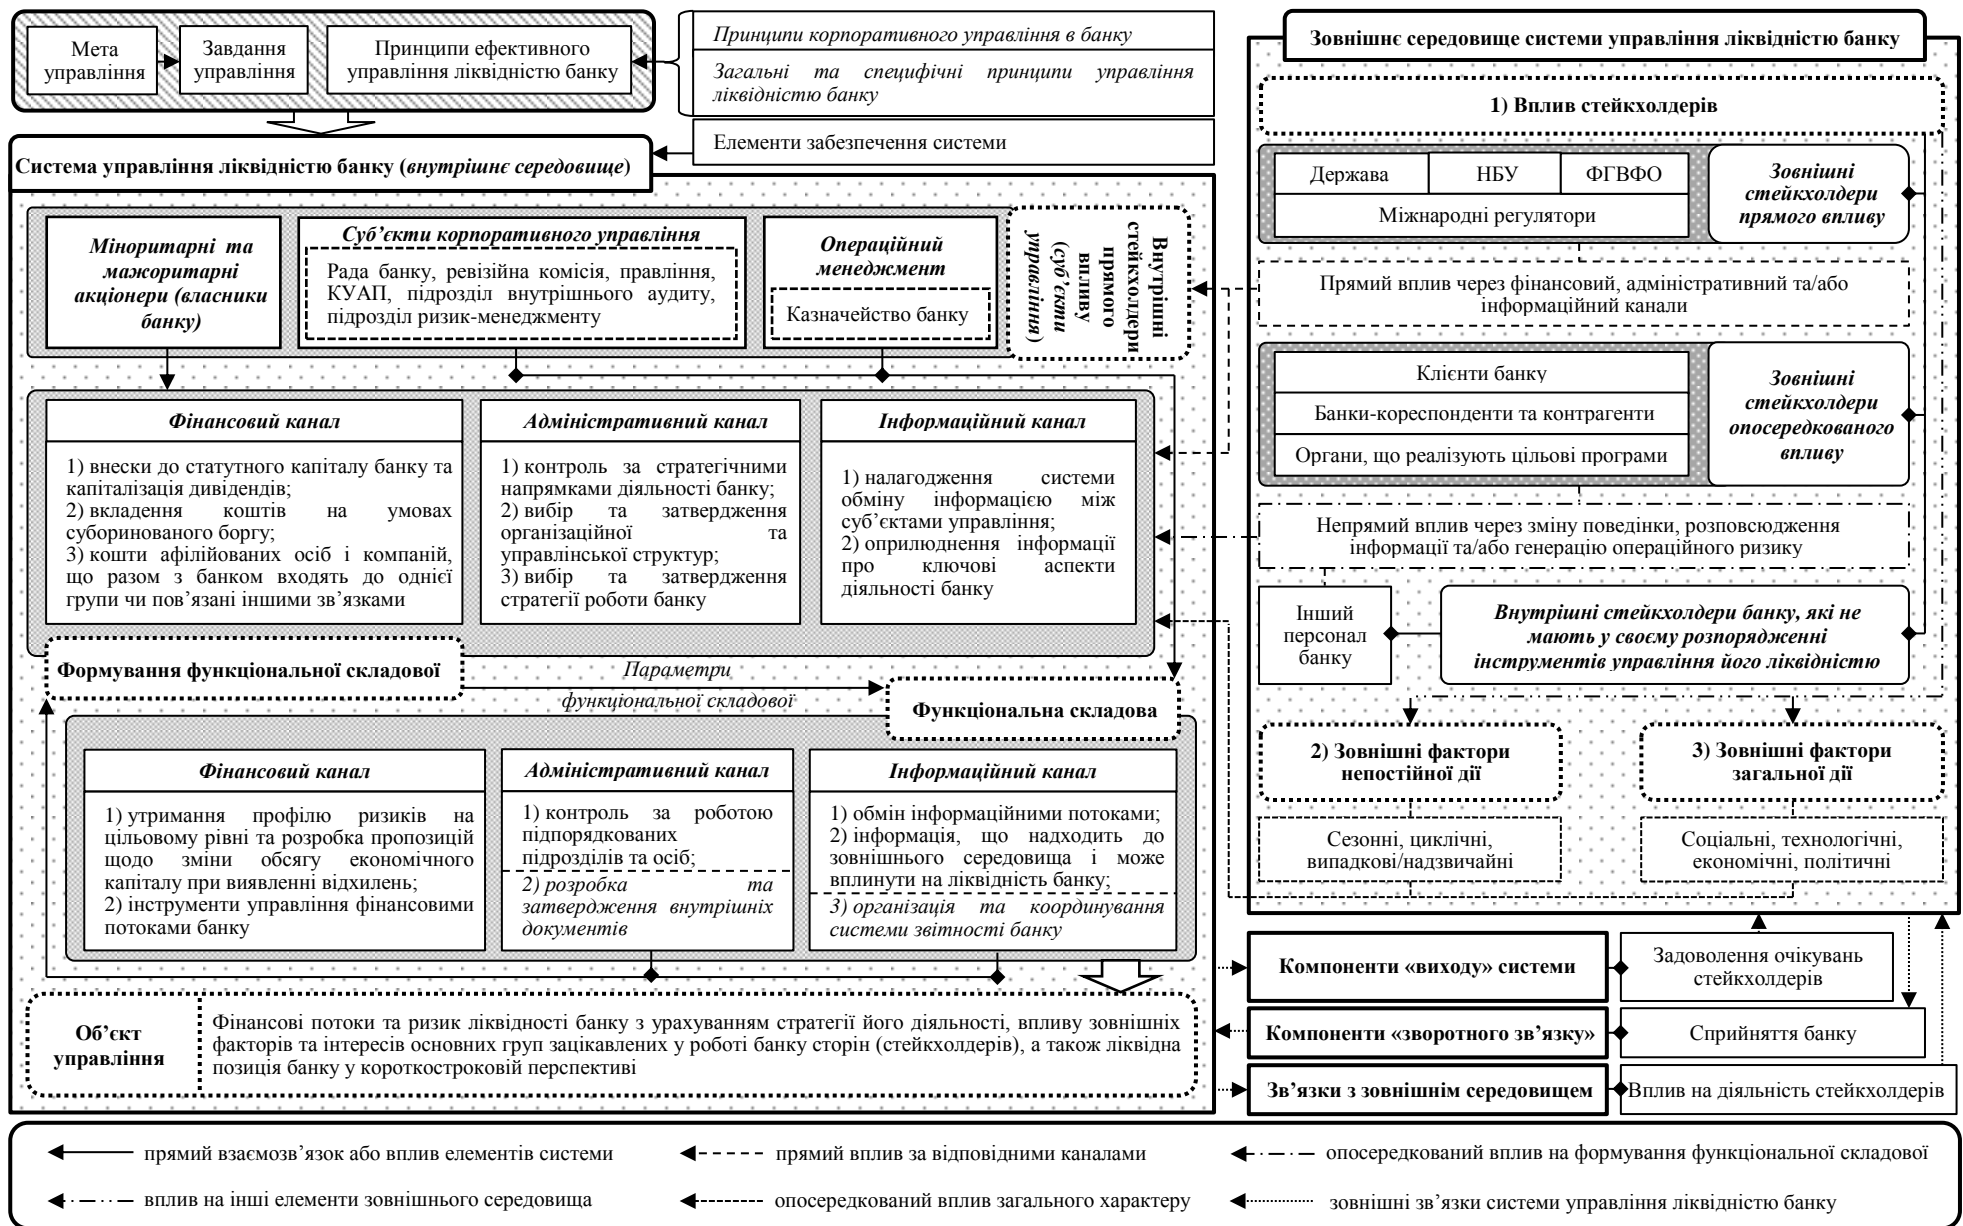 Мета
управління
Завдання
управління
Принципи ефективного
управління ліквідністю банку
Принципи корпоративного управління в банку
Загальні та специфічні принципи управління
ліквідністю банку
Елементи забезпечення системи
Система управління ліквідністю банку (внутрішнє середовище)
Міноритарні та
мажоритарні
акціонери (власники
банку)
Суб’єкти корпоративного управління
Рада банку, ревізійна комісія, правління,
КУАП, підрозділ внутрішнього аудиту,
підрозділ ризик-менеджменту
Операційний
менеджмент
Казначейство банку
Внутрішні
стейкхолдери
прямого
впливу
(суб’єкти
управління)
Фінансовий канал
1) внески до статутного капіталу банку та
капіталізація дивідендів;
2) вкладення коштів на умовах
суборинованого боргу;
3) кошти афілійованих осіб і компаній,
що разом з банком входять до однієї
групи чи пов’язані іншими зв’язками
Адміністративний канал
1) контроль за стратегічними
напрямками діяльності банку;
2) вибір та затвердження
організаційної та
управлінської структур;
3) вибір та затвердження
стратегії роботи банку
Інформаційний канал
1) налагодження системи
обміну інформацією між
суб’єктами управління;
2) оприлюднення інформації
про ключові аспекти
діяльності банку
Формування функціональної складової
Параметри
функціональної складової
Функціональна складова
Фінансовий канал
1) утримання профілю ризиків на
цільовому рівні та розробка пропозицій
щодо зміни обсягу економічного
капіталу при виявленні відхилень;
2) інструменти управління фінансовими
потоками банку
Адміністративний канал
1) контроль за роботою
підпорядкованих
підрозділів та осіб;
2) розробка та
затвердження внутрішніх
документів
Інформаційний канал
1) обмін інформаційними потоками;
2) інформація, що надходить до
зовнішнього середовища і може
вплинути на ліквідність банку;
3) організація та координування
системи звітності банку
Об’єкт
управління
Фінансові потоки та ризик ліквідності банку з урахуванням стратегії його діяльності, впливу зовнішніх
факторів та інтересів основних груп зацікавлених у роботі банку сторін (стейкхолдерів), а також ліквідна
позиція банку у короткостроковій перспективі
Зовнішнє середовище системи управління ліквідністю банку
1) Вплив стейкхолдерів
Держава
НБУ
ФГВФО
Міжнародні регулятори
Зовнішні
стейкхолдери
прямого впливу
Прямий вплив через фінансовий, адміністративний та/або
інформаційний канали
Клієнти банку
Банки-кореспонденти та контрагенти
Органи, що реалізують цільові програми
Зовнішні
стейкхолдери
опосередкованого
впливу
Непрямий вплив через зміну поведінки, розповсюдження
інформації та/або генерацію операційного ризику
Інший
персонал
банку
Внутрішні стейкхолдери банку, які не
мають у своєму розпорядженні
інструментів управління його ліквідністю
2) Зовнішні фактори
непостійної дії
3) Зовнішні фактори
загальної дії
Сезонні, циклічні,
випадкові/надзвичайні
Соціальні, технологічні,
економічні, політичні
Компоненти «виходу» системи
Задоволення очікувань
стейкхолдерів
Компоненти «зворотного зв’язку»
Сприйняття банку
Зв’язки з зовнішнім середовищем
Вплив на діяльність стейкхолдерів
прямий взаємозв’язок або вплив елементів системи
прямий вплив за відповідними каналами
опосередкований вплив на формування функціональної складової
вплив на інші елементи зовнішнього середовища
опосередкований вплив загального характеру
зовнішні зв’язки системи управління ліквідністю банку